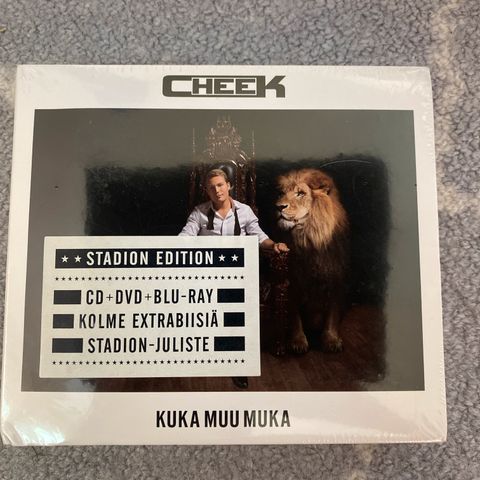 CHEEK
★★ STADION EDITION ★★
CD+DVD+BLU-RAY
KOLME EXTRABIISIÄ
STADION-JULISTE
KUKA MUU MUKA